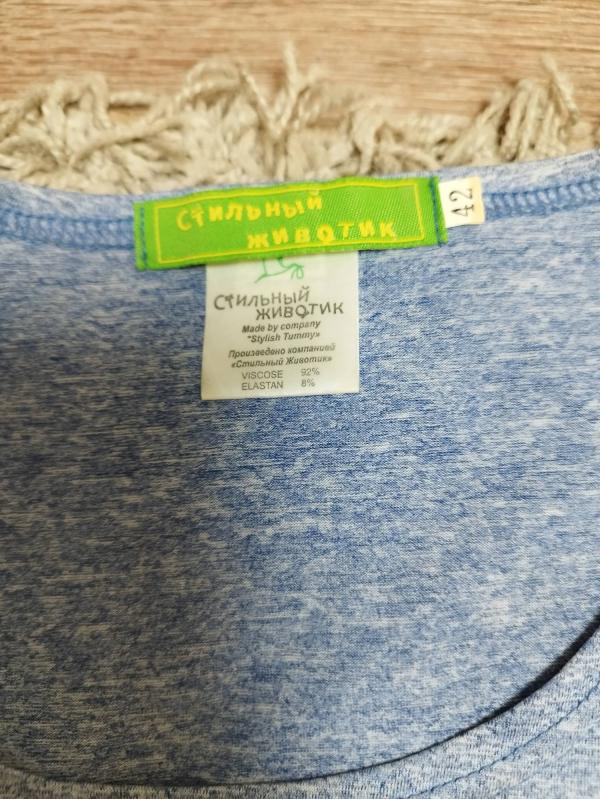 Стильный
животик
42
Стильный
животик
Made by company
"Stylish Tummy»
Произведено компанией
«Стильный Животик»
VISCOSE 92%
ELASTAN 8%